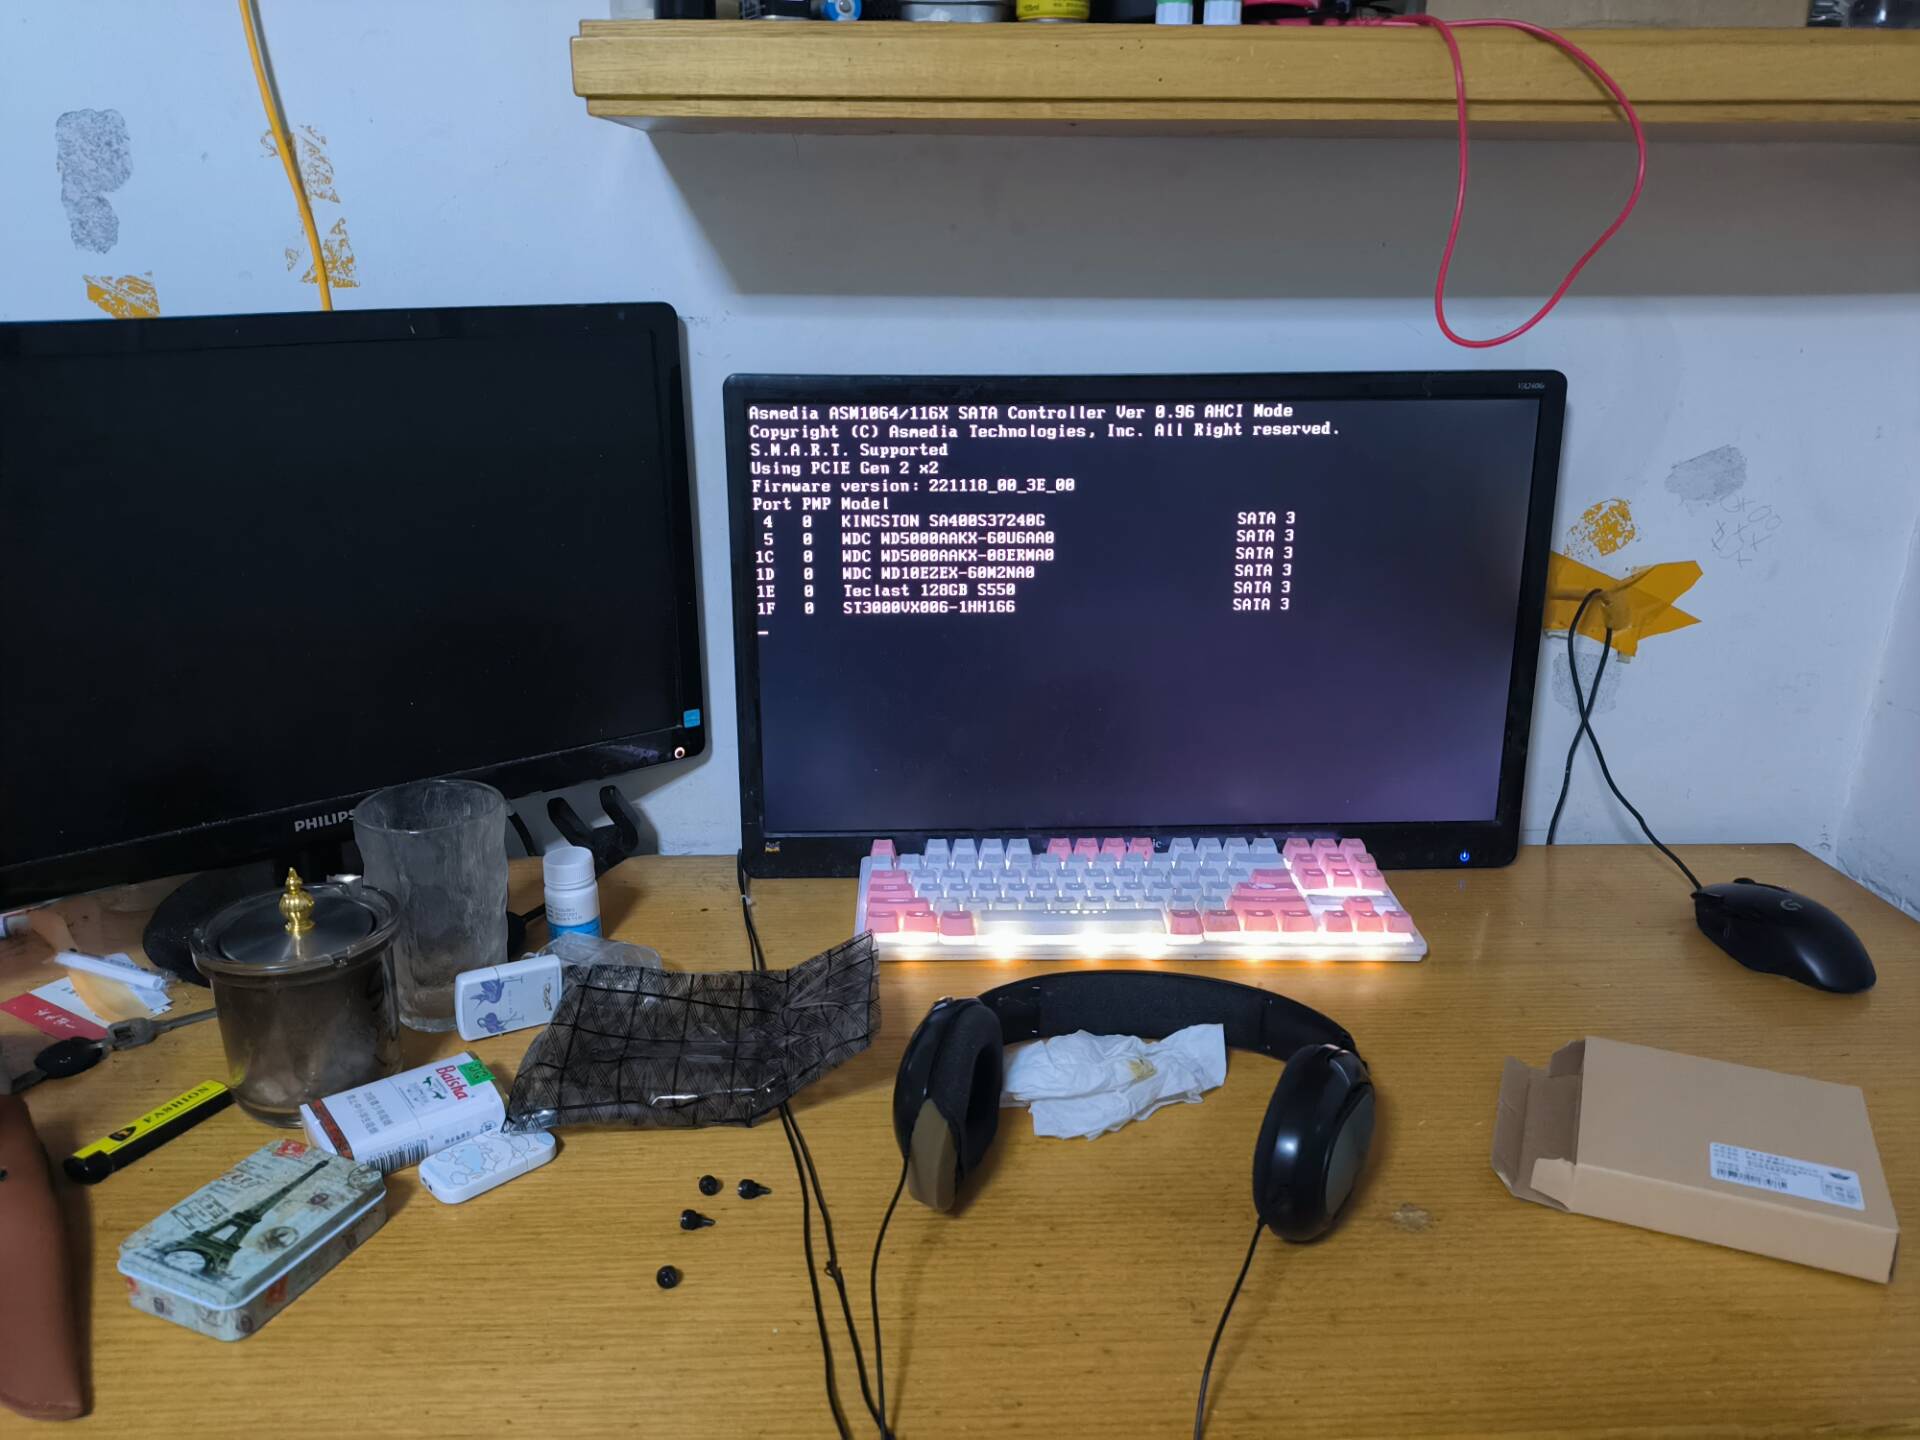 Asmedia ASM1064/116X SATA Controller Ver 0.96 AHCI Mode
Copyright (C) Asmedia Technologies, Inc. All Right reserved.
S.M.A.R.T. Supported
Using PCIE Gen 2 x2
Firmware version: 221118_00_3E_00
Port PMP Model
4 0 KINGSTON SA400S37240G SATA 3
5 0 WDC WD5000AAKX-60U6AA0 SATA 3
1C 0 WDC WD5000AAKX-08ERMA0 SATA 3
1D 0 WDC WD10EZEX-60M2NA0 SATA 3
1E 0 Teclast 128GB S550 SATA 3
1F 0 ST3000VX006-1HH166 SATA 3
PHILIPS
Baisha
FASHION